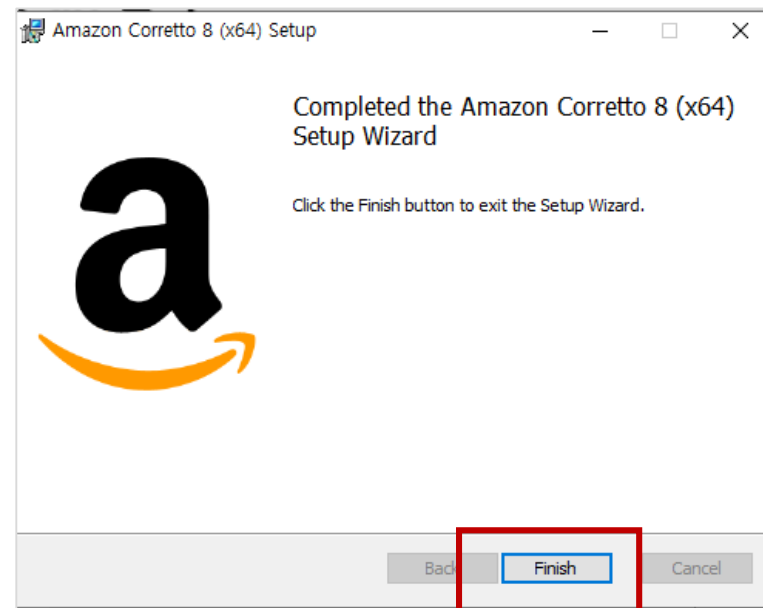 Amazon Corretto 8 (x64) Setup
Completed the Amazon Corretto 8 (x64)
Setup Wizard
Click the Finish button to exit the Setup Wizard.
a
Back Finish Cancel